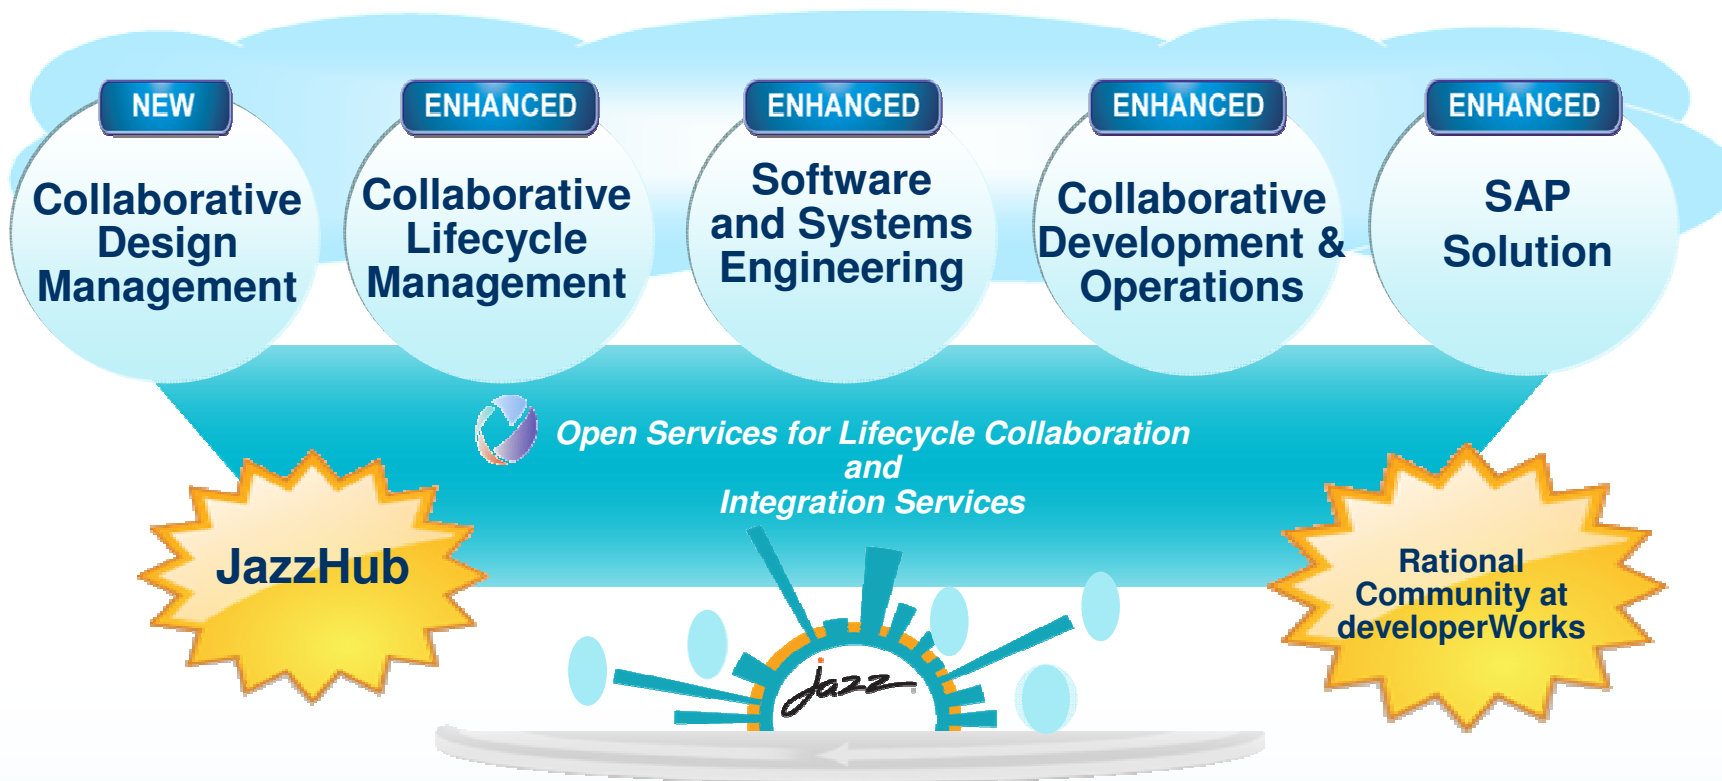 NEW
Collaborative
Design
Management
ENHANCED
Collaborative
Lifecycle
Management
ENHANCED
Software
and Systems
Engineering
ENHANCED
Collaborative
Development &
Operations
ENHANCED
SAP
Solution
Open Services for Lifecycle Collaboration
and
Integration Services
JazzHub
Rational
Community at
developerWorks
jazz